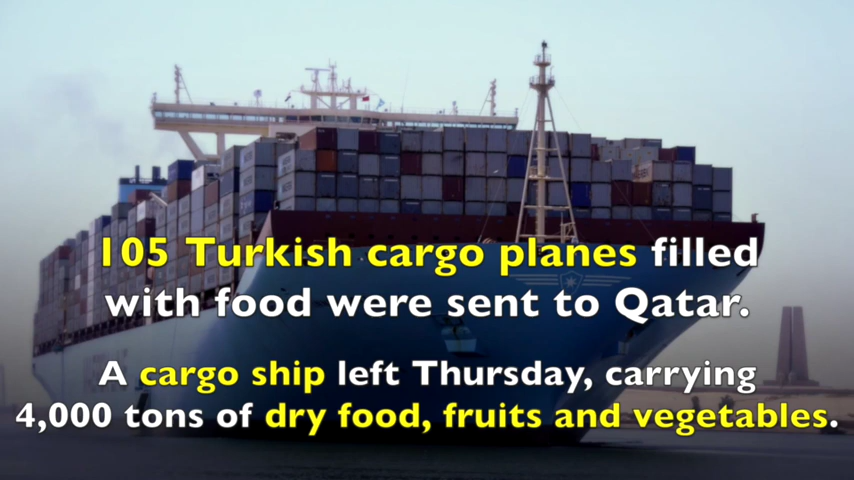 105 Turkish cargo planes filled
with food were sent to Qatar.
A cargo ship left Thursday, carrying
4,000 tons of dry food, fruits and vegetables.